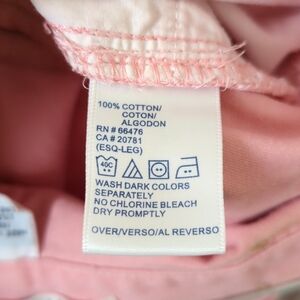 100% COTTON/
COTON/
ALGODON
RN # 66476
CA # 20781
(ESQ-LEG)
40C
WASH DARK COLORS
SEPARATELY
NO CHLORINE BLEACH
DRY PROMPTLY
OVER/VERSO/AL REVERSO